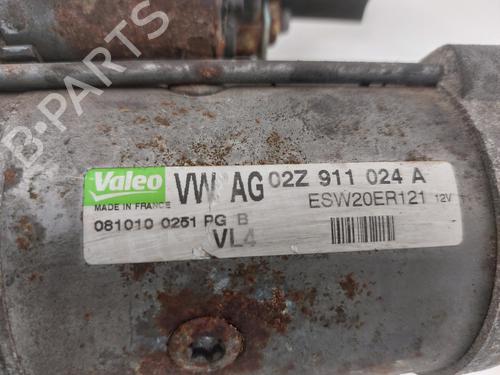 B-PARTS
Valeo VW AG 02Z 911 024 A
MADE IN FRANCE ESW20ER121 12V
081010 0251 PG B
VL4